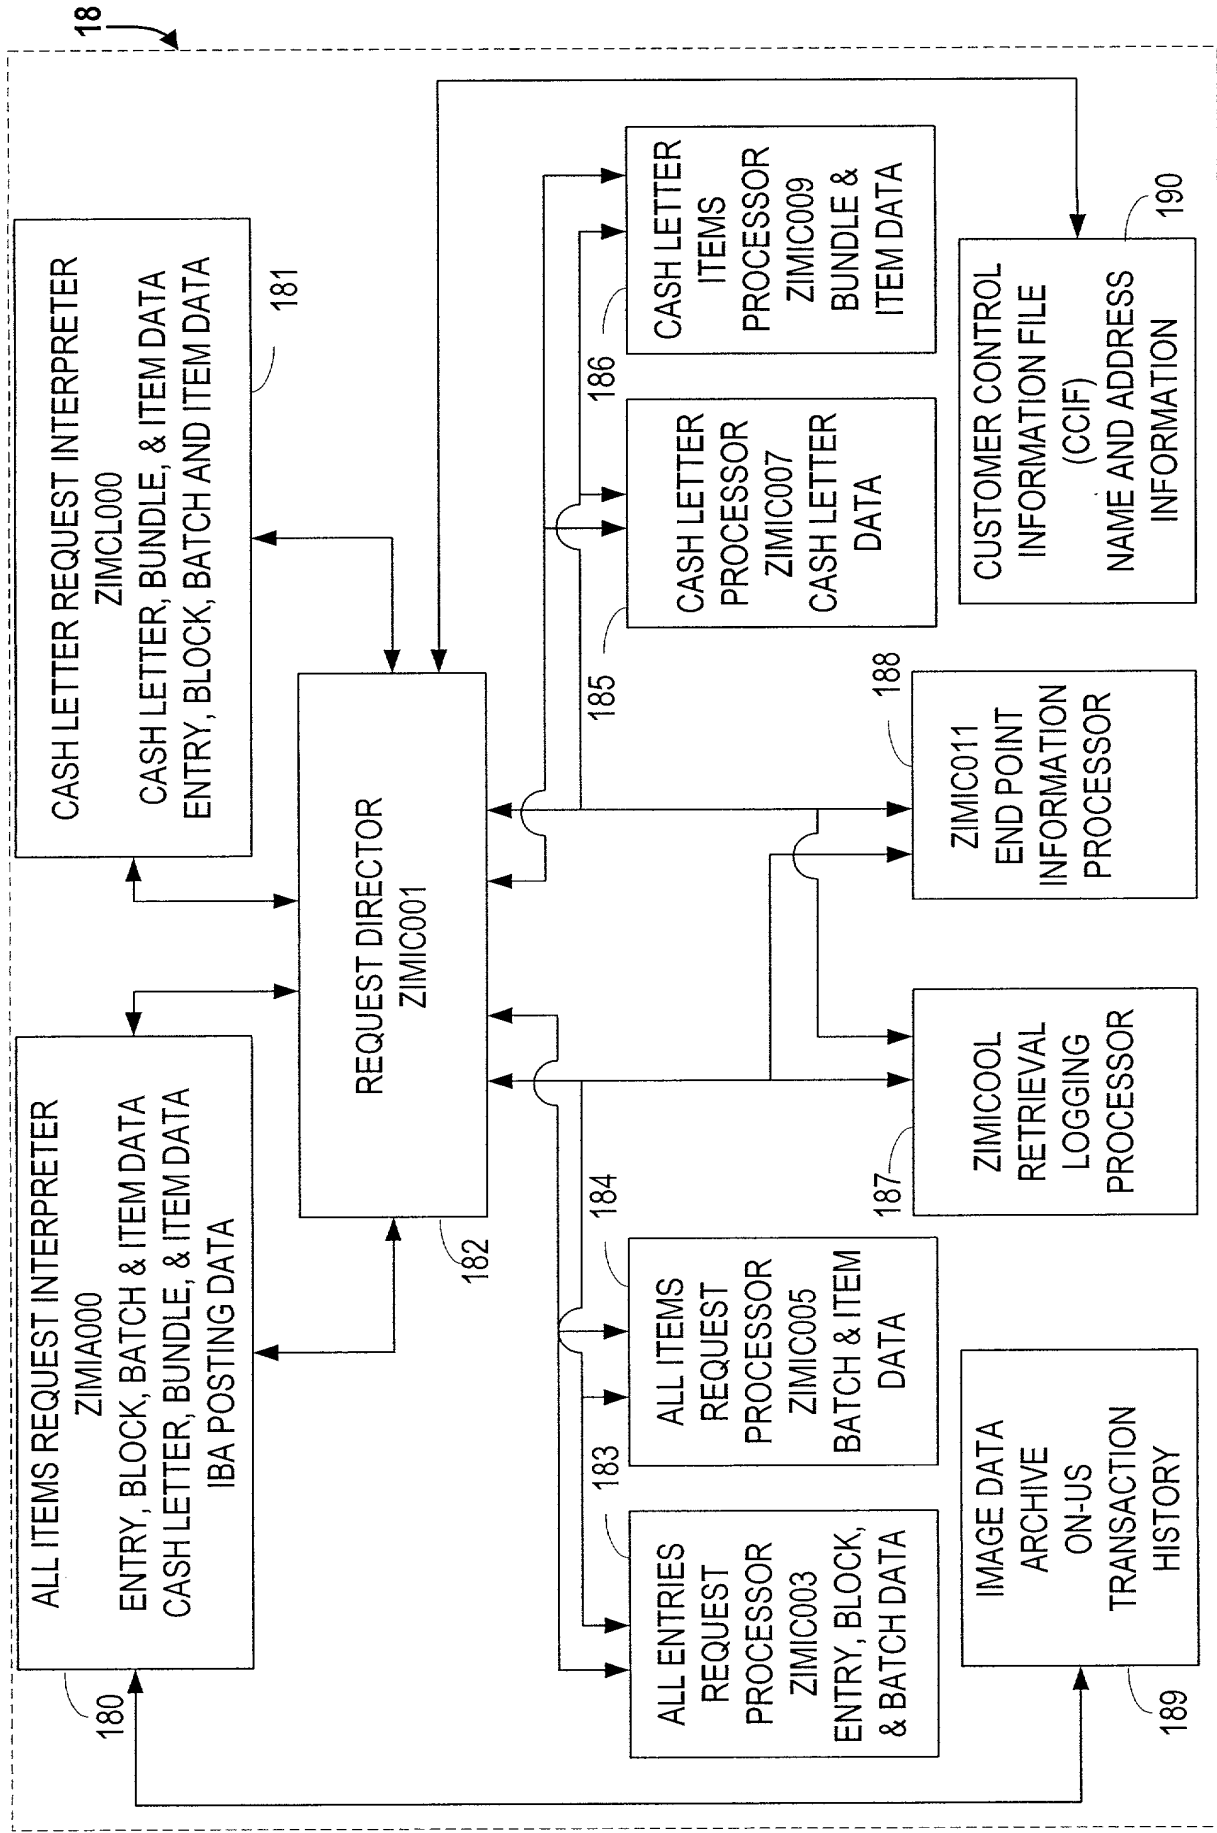 18
ALL ITEMS REQUEST INTERPRETER
ZIMIA000
ENTRY, BLOCK, BATCH & ITEM DATA
CASH LETTER, BUNDLE, & ITEM DATA
IBA POSTING DATA
180
CASH LETTER REQUEST INTERPRETER
ZIMCL000
CASH LETTER, BUNDLE, & ITEM DATA
ENTRY, BLOCK, BATCH AND ITEM DATA
181
REQUEST DIRECTOR
ZIMIC001
182
ALL ENTRIES
REQUEST
PROCESSOR
ZIMIC003
ENTRY, BLOCK,
& BATCH DATA
183
ALL ITEMS
REQUEST
PROCESSOR
ZIMIC005
BATCH & ITEM
DATA
184
CASH LETTER
PROCESSOR
ZIMIC007
CASH LETTER
DATA
185
CASH LETTER
ITEMS
PROCESSOR
ZIMIC009
BUNDLE &
ITEM DATA
186
ZIMICOOL
RETRIEVAL
LOGGING
PROCESSOR
187
ZIMIC011
END POINT
INFORMATION
PROCESSOR
188
IMAGE DATA
ARCHIVE
ON-US
TRANSACTION
HISTORY
189
CUSTOMER CONTROL
INFORMATION FILE
(CCIF)
NAME AND ADDRESS
INFORMATION
190